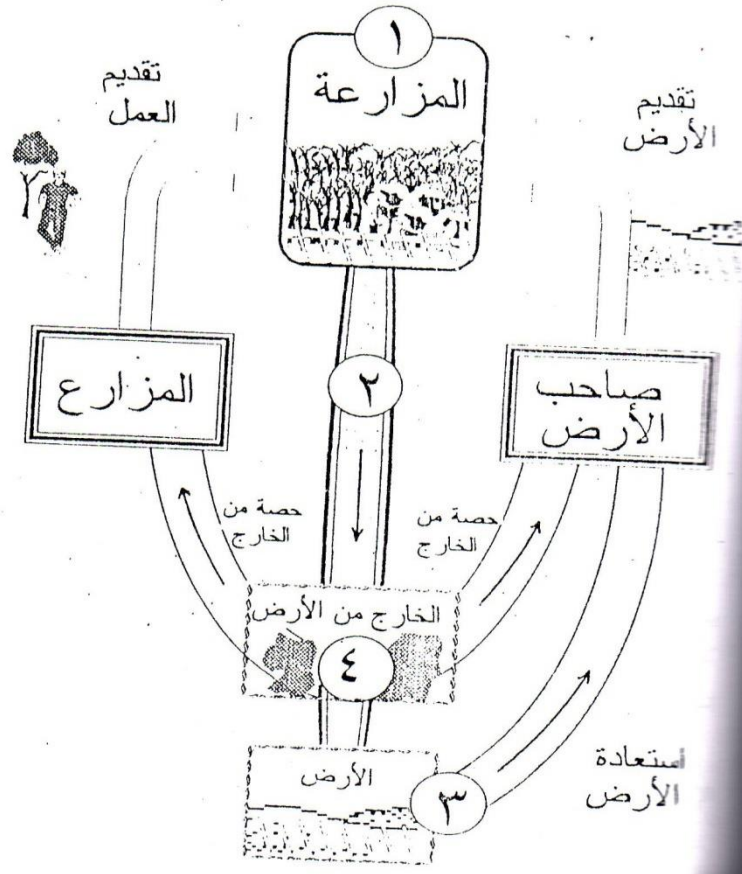 ١
المزارعة
تقديم
العمل
تقديم
الأرض
٢
المزارع
صاحب
الأرض
حصة من
الخارج
حصة من
الخارج
الخارج من الأرض
٤
الأرض
٣
استعادة
الأرض